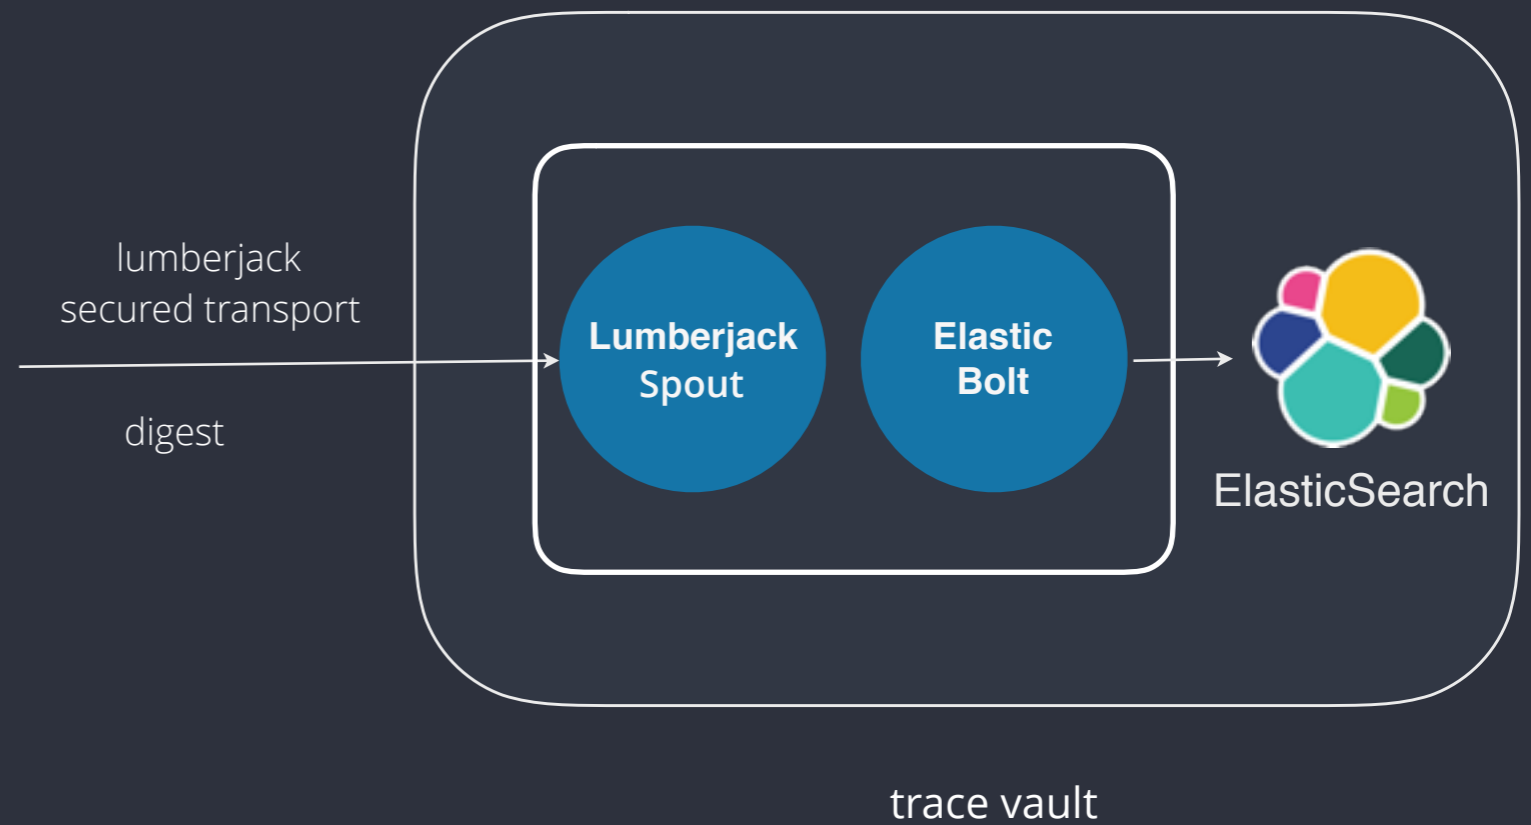 lumberjack
secured transport
digest
Lumberjack
Spout
Elastic
Bolt
ElasticSearch
trace vault